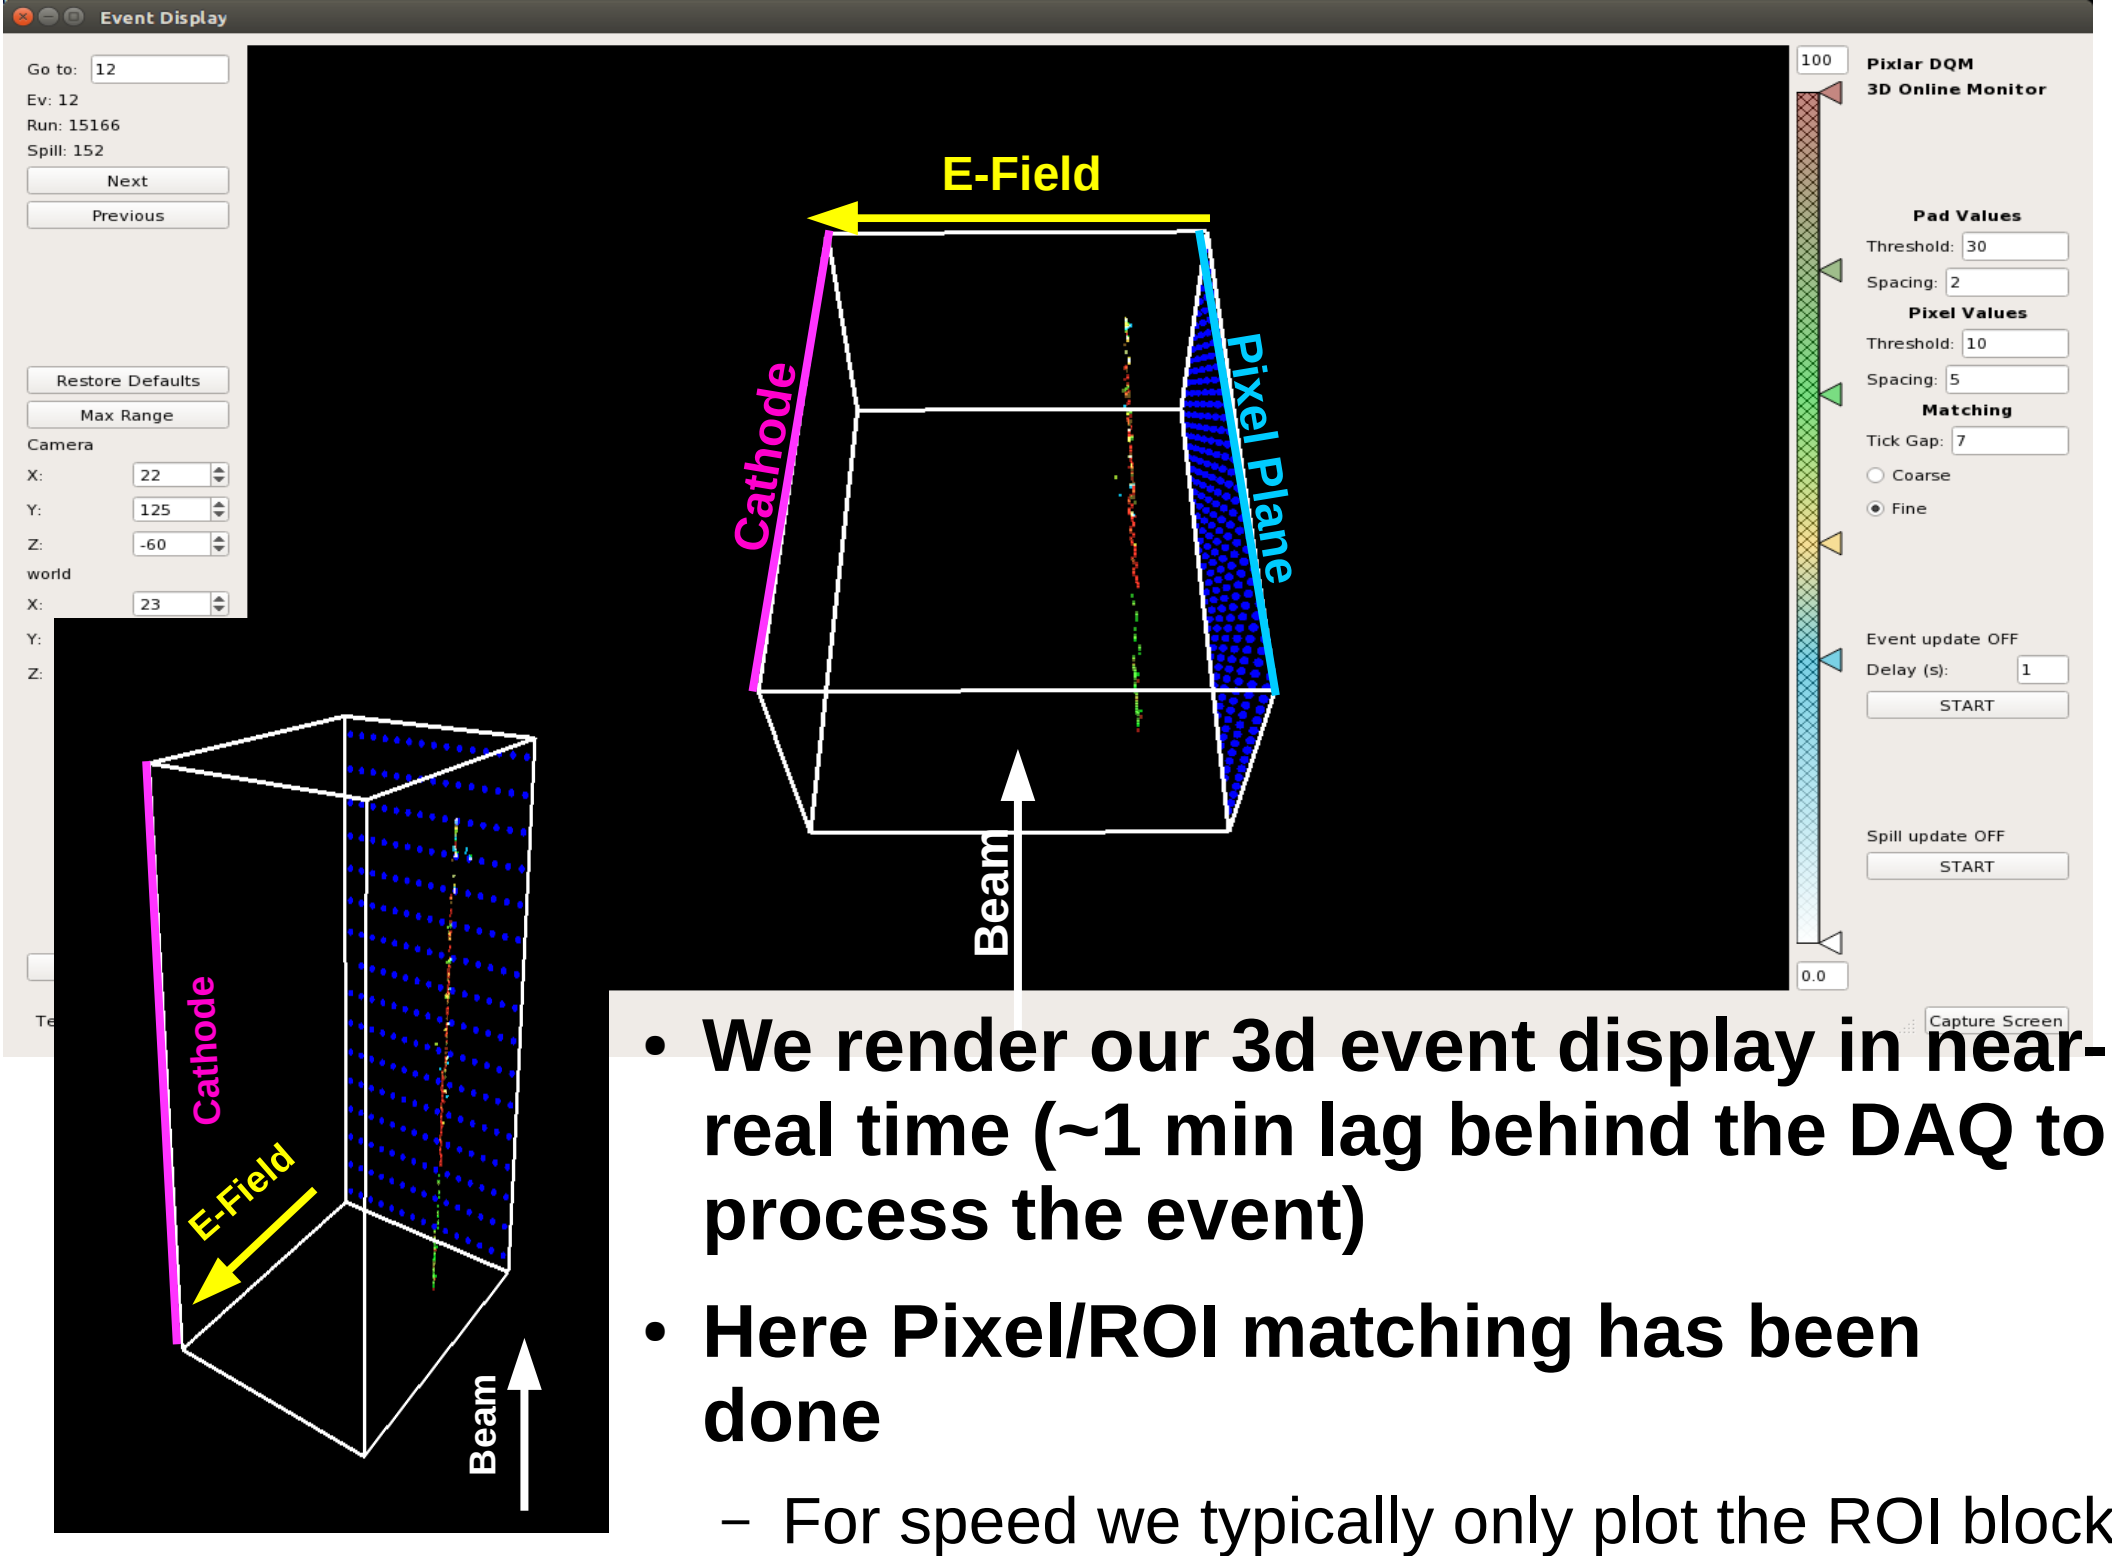 Event Display
Go to: 12
Ev: 12
Run: 15166
Spill: 152
Next
Previous
Restore Defaults
Max Range
Camera
X: 22
Y: 125
Z: -60
world
X: 23
Y:
Z:
Te
E-Field
Cathode
Pixel Plane
Beam
100
Pixlar DQM
3D Online Monitor
Pad Values
Threshold: 30
Spacing: 2
Pixel Values
Threshold: 10
Spacing: 5
Matching
Tick Gap: 7
Coarse
Fine
Event update OFF
Delay (s): 1
START
Spill update OFF
START
0.0
Capture Screen
Cathode
E-Field
Beam
• We render our 3d event display in near-
real time (~1 min lag behind the DAQ to
process the event)
• Here Pixel/ROI matching has been
done
– For speed we typically only plot the ROI block